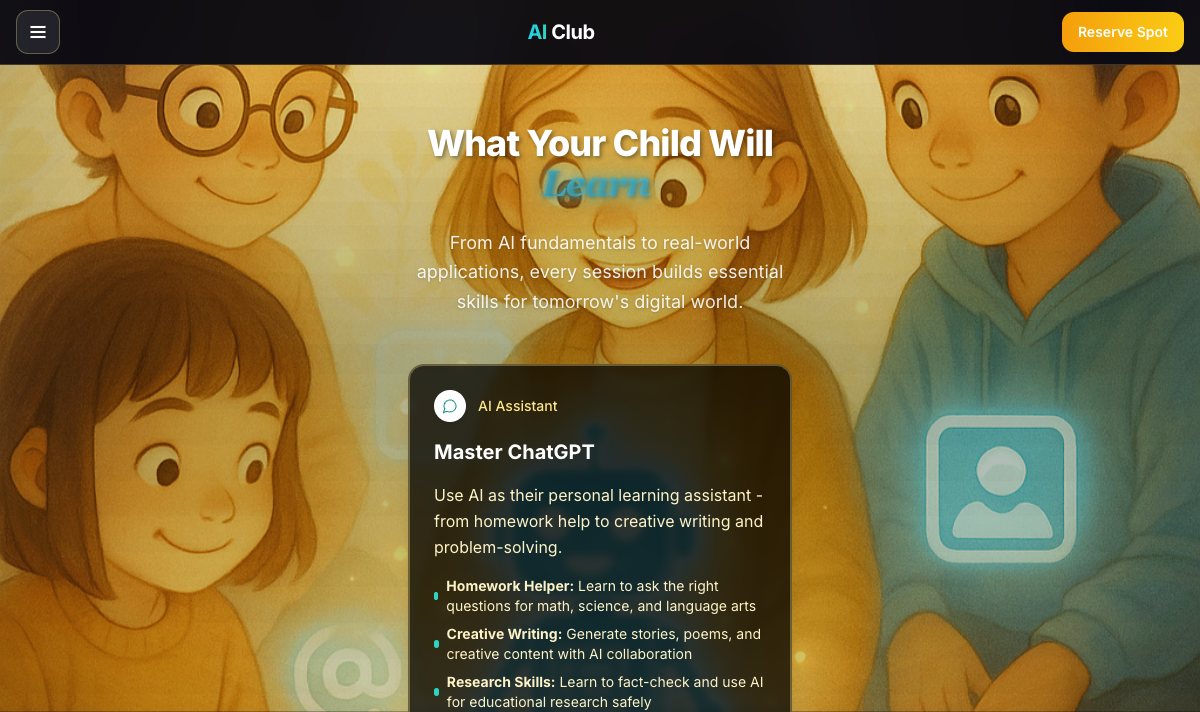 AI Club
Reserve Spot
What Your Child Will
Learn
From AI fundamentals to real-world
applications, every session builds essential
skills for tomorrow's digital world.
AI Assistant
Master ChatGPT
Use AI as their personal learning assistant -
from homework help to creative writing and
problem-solving.
Homework Helper: Learn to ask the right
questions for math, science, and language arts
Creative Writing: Generate stories, poems, and
creative content with AI collaboration
Research Skills: Learn to fact-check and use AI
for educational research safely
@